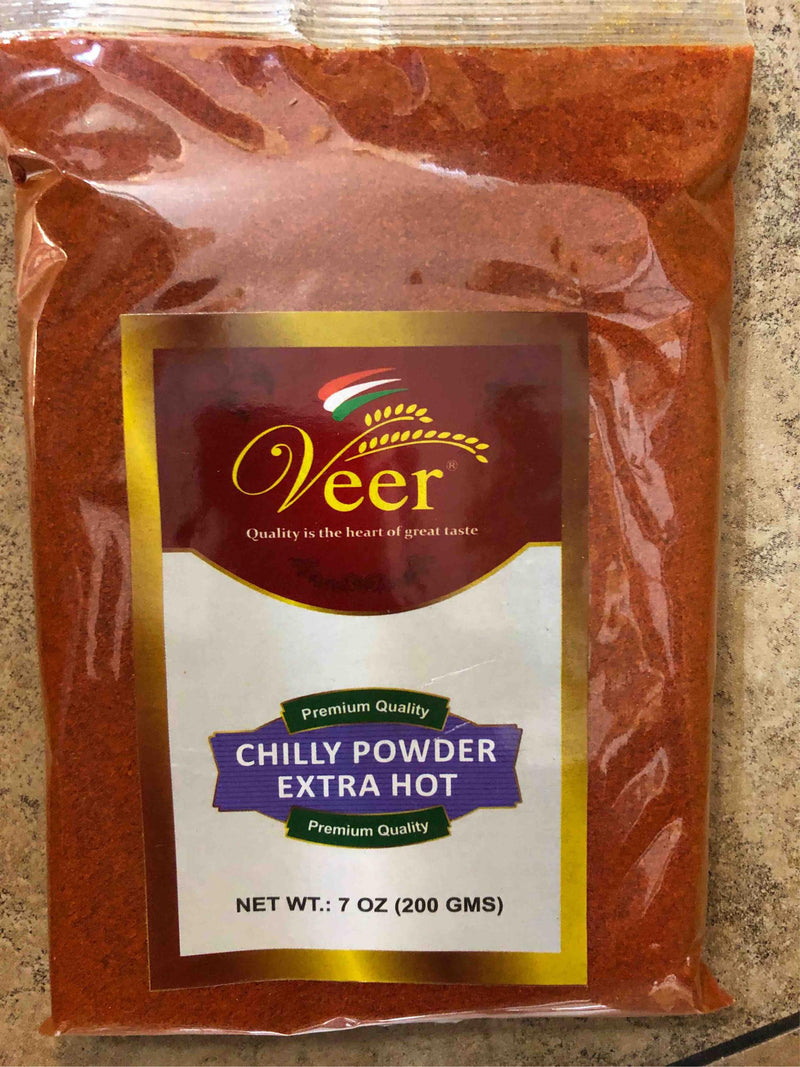 Veer®
Quality is the heart of great taste
Premium Quality
CHILLY POWDER
EXTRA HOT
Premium Quality
NET WT.: 7 OZ (200 GMS)